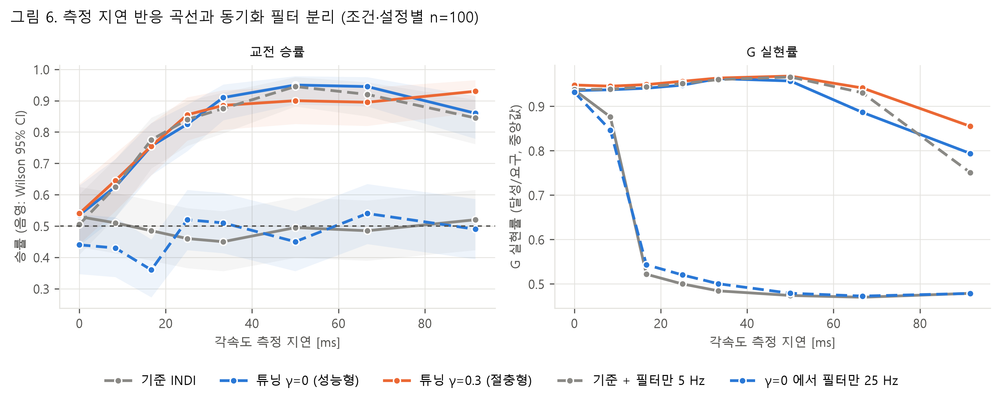 그림 6. 측정 지연 반응 곡선과 동기화 필터 분리 (조건·설정별 n=100)
교전 승률
승률 (음영: Wilson 95% CI)
1.0
0.9
0.8
0.7
0.6
0.5
0.4
0.3
0 20 40 60 80
각속도 측정 지연 [ms]
G 실현률
G 실현률 (달성/요구, 중앙값)
0.9
0.8
0.7
0.6
0.5
0 20 40 60 80
각속도 측정 지연 [ms]
기준 INDI 튜닝 γ=0 (성능형) 튜닝 γ=0.3 (절충형) 기준 + 필터만 5 Hz γ=0 에서 필터만 25 Hz